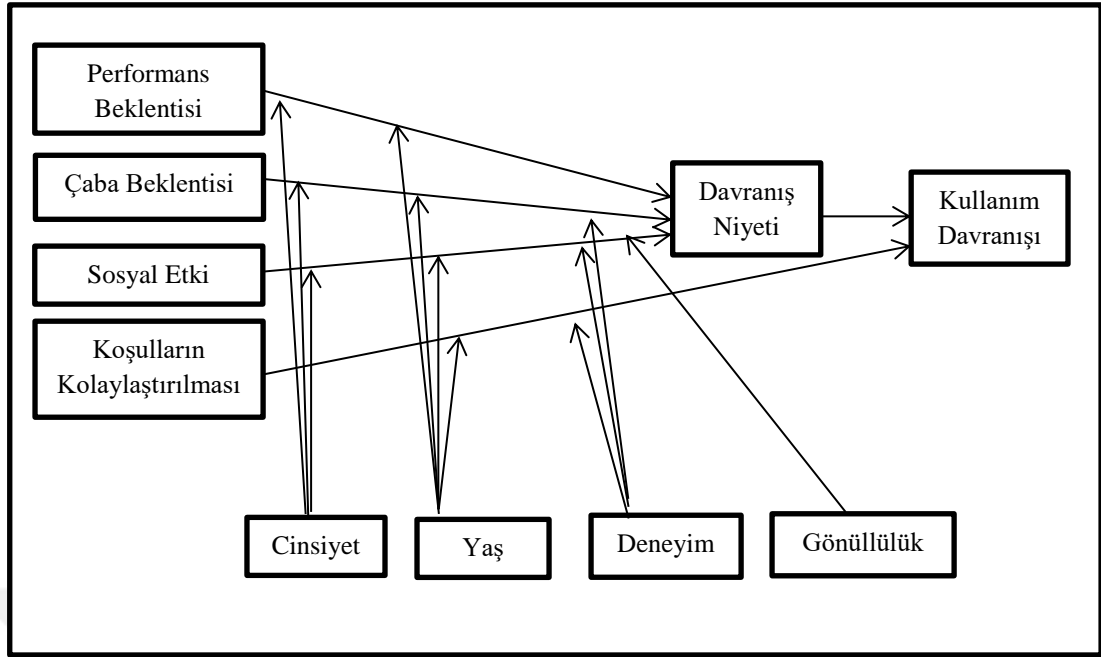 Performans
Beklentisi
Çaba Beklentisi
Sosyal Etki
Koşulların
Kolaylaştırılması
Davranış
Niyeti
Kullanım
Davranışı
Cinsiyet
Yaş
Deneyim
Gönüllülük